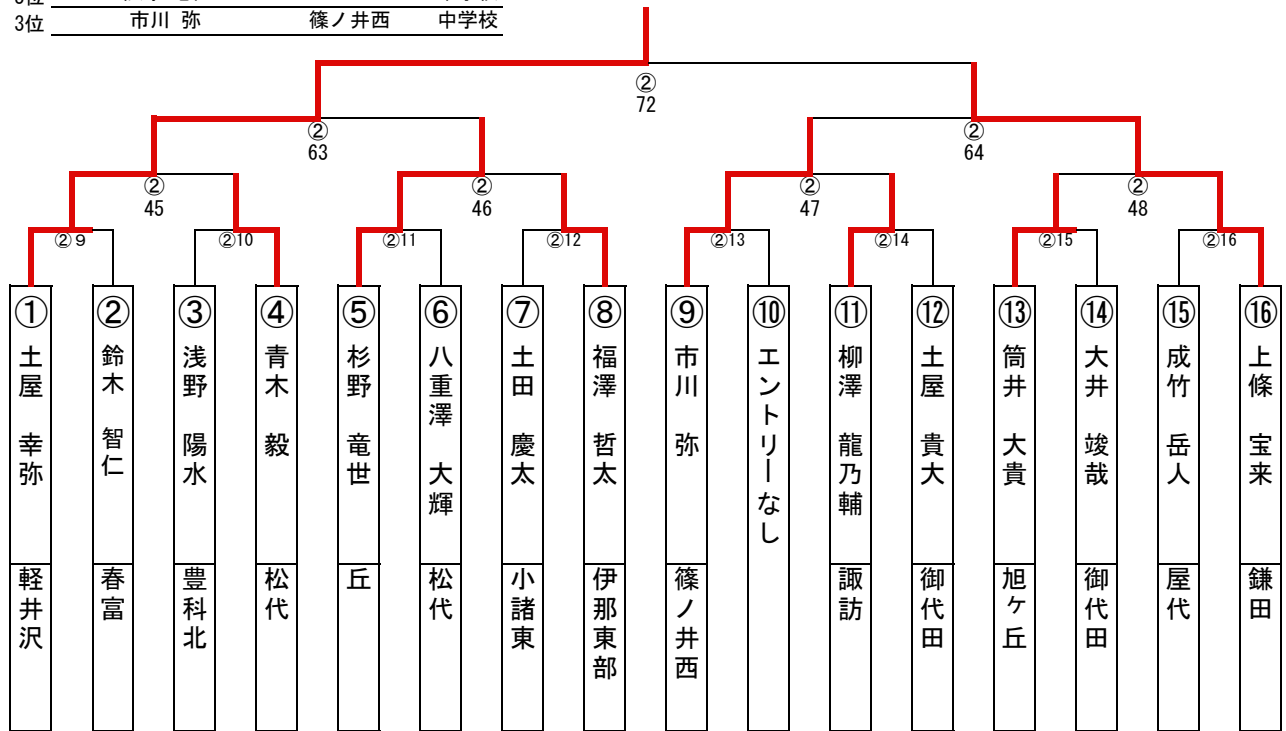 3位 市川 弥 篠ノ井西 中学校
②
72
②
63
②
64
②
45
②
46
②
47
②
48
②9
②10
②11
②12
②13
②14
②15
②16
① 土屋 幸弥 軽井沢
② 鈴木 智仁 春富
③ 浅野 陽水 豊科北
④ 青木 毅 松代
⑤ 杉野 竜世 丘
⑥ 八重澤 大輝 松代
⑦ 土田 慶太 小諸東
⑧ 福澤 哲太 伊那東部
⑨ 市川 弥 篠ノ井西
⑩ エントリーなし
⑪ 柳澤 龍乃輔 諏訪
⑫ 土屋 貴大 御代田
⑬ 筒井 大貴 旭ケ丘
⑭ 大井 竣哉 御代田
⑮ 成竹 岳人 屋代
⑯ 上條 宝来 鎌田